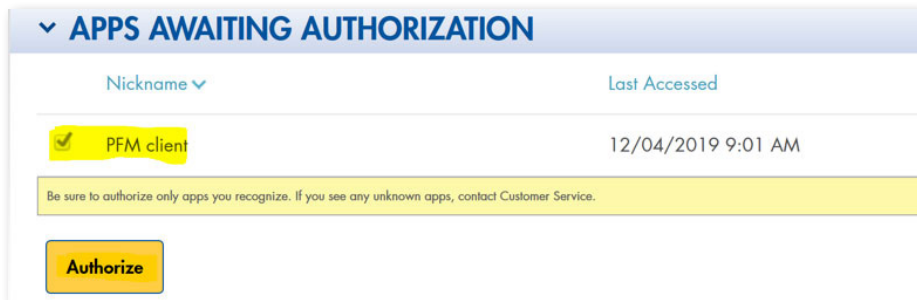 APPS AWAITING AUTHORIZATION
Nickname Last Accessed
PFM client 12/04/2019 9:01 AM
Be sure to authorize only apps you recognize. If you see any unknown apps, contact Customer Service.
Authorize